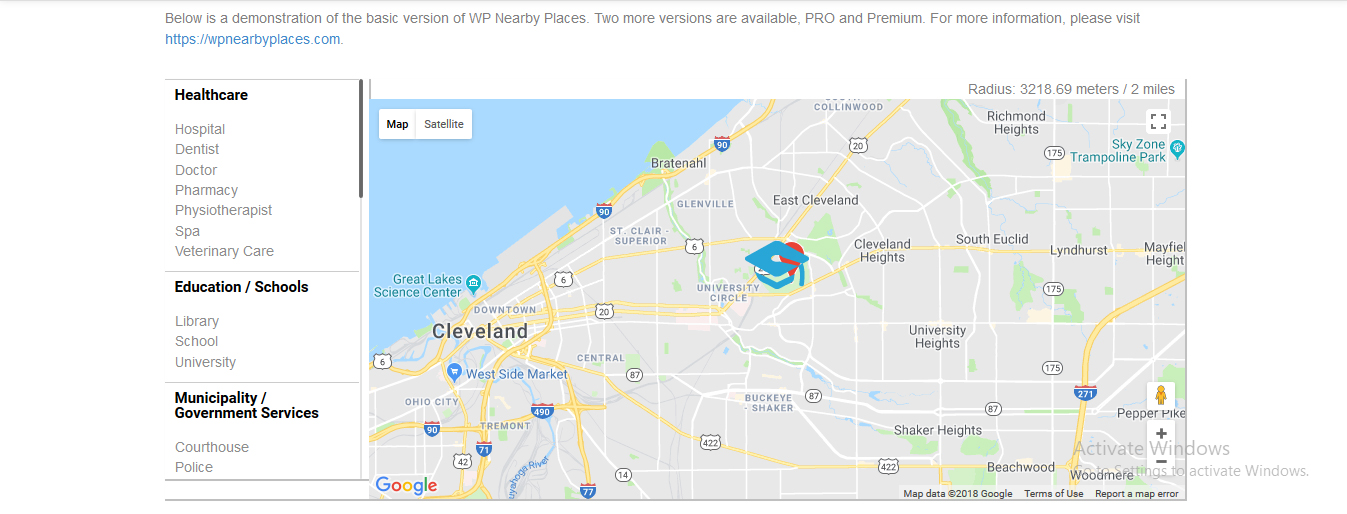 Below is a demonstration of the basic version of WP Nearby Places. Two more versions are available, PRO and Premium. For more information, please visit
https://wpnearbyplaces.com.
Healthcare
Hospital
Dentist
Doctor
Pharmacy
Physiotherapist
Spa
Veterinary Care
Education / Schools
Library
School
University
Municipality /
Government Services
Courthouse
Police
Radius: 3218.69 meters / 2 miles
Map
Satellite
COLLINWOOD
Richmond
Heights
90
20
175
Sky Zone
Trampoline Park
Bratenahl
GLENVILLE
East Cleveland
90
ST. CLAIR -
SUPERIOR
6
Cleveland
Heights
South Euclid
Lyndhurst
Mayfiel
Height
Great Lakes
Science Center
6
UNIVERSITY
CIRCLE
175
DOWNTOWN
20
Cleveland
University
Heights
6
CENTRAL
87
175
West Side Market
OHIO CITY
490
BUCKEYE
- SHAKER
87
87
271
Pepper Pike
90
TREMONT
71
422
Shaker Heights
Activate Windows
42
14
422
Beachwood
Go to Settings to activate Windows.
Woodmere
uyahoga River
77
Google
Map data ©2018 Google
Terms of Use
Report a map error